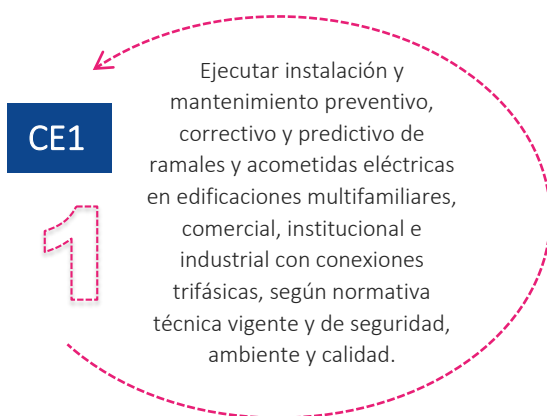 CE1
1
Ejecutar instalación y
mantenimiento preventivo,
correctivo y predictivo de
ramales y acometidas eléctricas
en edificaciones multifamiliares,
comercial, institucional e
industrial con conexiones
trifásicas, según normativa
técnica vigente y de seguridad,
ambiente y calidad.